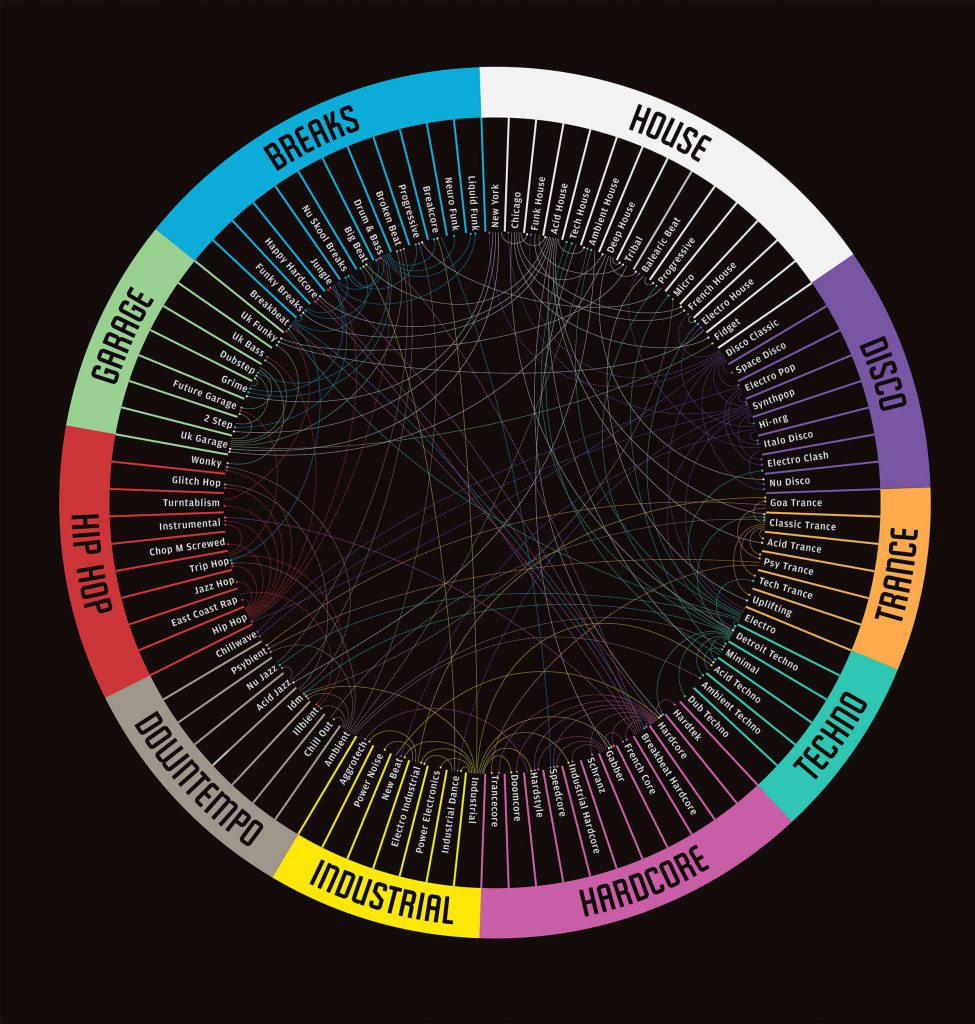 BREAKS
HOUSE
DISCO
TRANCE
TECHNO
HARDCORE
INDUSTRIAL
DOWNTEMPO
HIP HOP
GARAGE
New York
Chicago
Funk House
Acid House
Tech House
Ambient House
Deep House
Tribal
Balearic Beat
Progressive
Micro
French House
Electro House
Fidget
Disco Classic
Space Disco
Electro Pop
Synthpop
Hi-nrg
Italo Disco
Electro Clash
Nu Disco
Goa Trance
Classic Trance
Acid Trance
Psy Trance
Tech Trance
Uplifting
Electro
Detroit Techno
Minimal
Acid Techno
Ambient Techno
Dub Techno
Hardtek
Hardcore
Breakbeat Hardcore
French Core
Gabber
Schranz
Industrial Hardcore
Speedcore
Hardstyle
Doomcore
Trancecore
Industrial
Industrial Dance
Power Electronics
Electro Industrial
New Beat
Power Noise
Aggrotech
Ambient
Chill Out
Illbient
Idm
Acid Jazz
Nu Jazz
Psybient
Chillwave
Hip Hop
East Coast Rap
Jazz Hop
Trip Hop
Chop M Screwed
Instrumental
Turntablism
Glitch Hop
Wonky
Uk Garage
2 Step
Future Garage
Grime
Dubstep
Uk Bass
Uk Funky
Breakbeat
Funky Breaks
Happy Hardcore
Jungle
Nu Skool Breaks
Big Beat
Drum & Bass
Broken Beat
Progressive
Breakcore
Neuro Funk
Liquid Funk